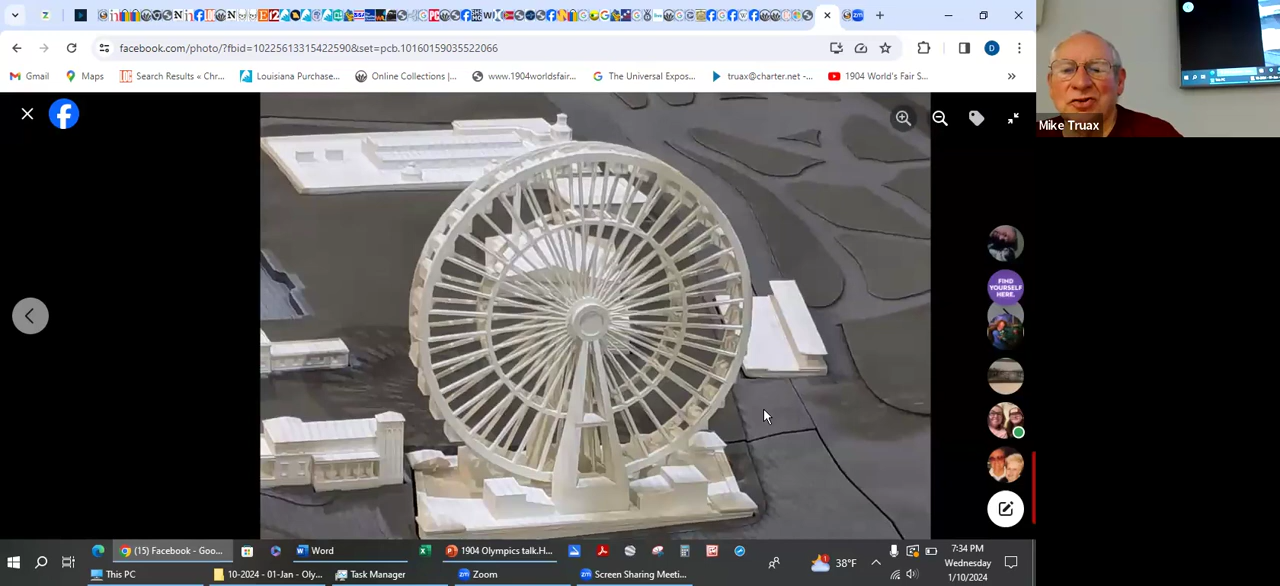 facebook.com/photo/?fbid=10225613315422590&set=pcb.10160159035522066
Gmail
Maps
Search Results « Chr...
Louisiana Purchase...
Online Collections |...
www.1904worldsfair...
The Universal Expos...
truax@charter.net -...
1904 World's Fair S...
»
Mike Truax
FIND
YOURSELF
HERE.
(15) Facebook - Goo...
Word
1904 Olympics talk.H...
38°F
7:34 PM
Wednesday
1/10/2024
This PC
10-2024 - 01-Jan - Oly...
Task Manager
Zoom
Screen Sharing Meeti...